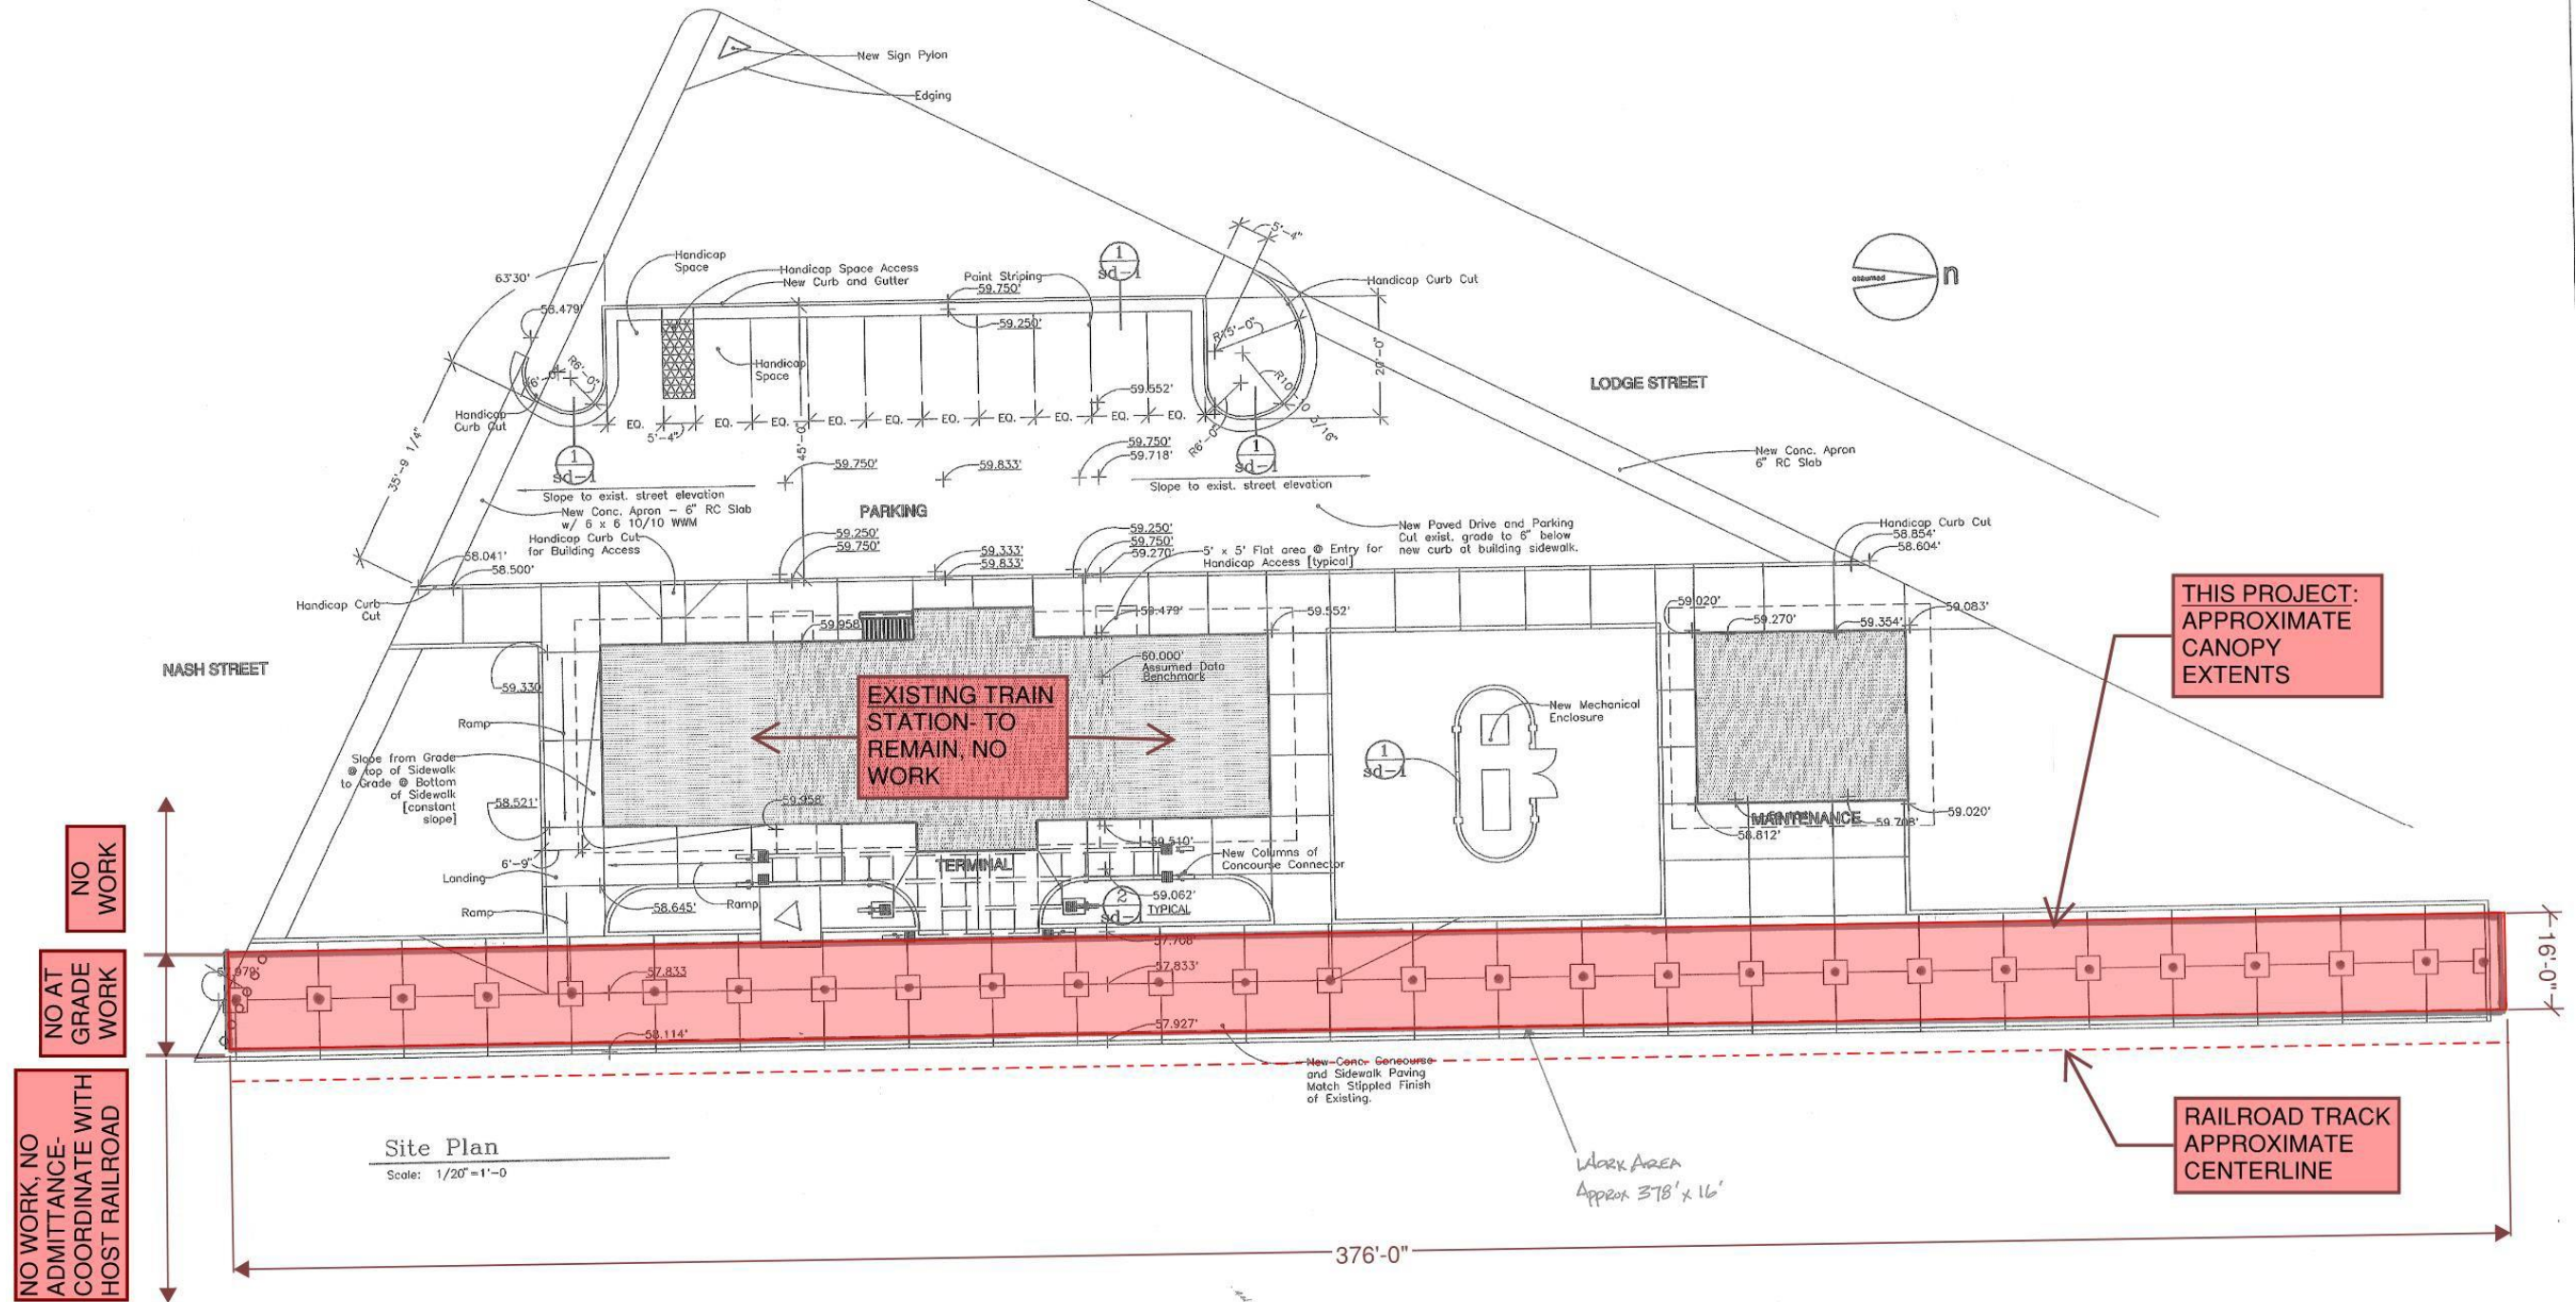 New Sign Pylon
Edging
5'-4"
Handicap
Space
Handicap Space Access
New Curb and Gutter
Paint Striping
59.750'
59.250'
1
sd-1
Handicap Curb Cut
63'30'
58.479'
R6'-0"
Handicap
Space
59.552'
R15'-0"
R10'
20'-0"
n
assumed
LODGE STREET
Handicap
Curb Cut
EQ.
5'-4"
EQ. EQ. EQ. EQ. EQ. EQ. EQ. EQ. EQ.
45'-0"
R6'-0"
35'-9 1/4"
1
sd-1
59.750'
59.833'
59.750'
59.718'
1
sd-1
Slope to exist. street elevation
Slope to exist. street elevation
New Conc. Apron
6" RC Slab
New Conc. Apron - 6" RC Slab
w/ 6 x 6 10/10 WWM
PARKING
Handicap Curb Cut
for Building Access
59.250'
59.750'
59.333'
59.833'
59.250'
59.750'
59.270'
5' x 5' Flat area @ Entry for
Handicap Access [typical]
New Paved Drive and Parking
Cut exist. grade to 6" below
new curb at building sidewalk.
Handicap Curb Cut
58.854'
58.604'
58.041'
58.500'
Handicap Curb
Cut
59.958'
59.479'
59.552'
59.020'
59.270'
59.354'
59.083'
THIS PROJECT:
APPROXIMATE
CANOPY
EXTENTS
NASH STREET
59.330
60.000'
Assumed Data
Benchmark
EXISTING TRAIN
STATION- TO
REMAIN, NO
WORK
Ramp
New Mechanical
Enclosure
1
sd-1
Slope from Grade
@ top of Sidewalk
to Grade @ Bottom
of Sidewalk
[constant
slope]
58.521'
59.958'
59.510'
MAINTENANCE
58.812'
59.708'
59.020'
6'-9"
Landing
Ramp
58.645'
Ramp
TERMINAL
New Columns of
Concourse Connector
59.062'
TYPICAL
2
sd-1
NO
WORK
NO AT
GRADE
WORK
NO WORK, NO
ADMITTANCE-
COORDINATE WITH
HOST RAILROAD
57.979'
57.833
57.708'
57.833'
58.114'
57.927'
16'-0"
New Conc. Concourse
and Sidewalk Paving
Match Stippled Finish
of Existing.
RAILROAD TRACK
APPROXIMATE
CENTERLINE
Site Plan
Scale: 1/20"=1'-0
WORK AREA
Approx 378' x 16'
376'-0"